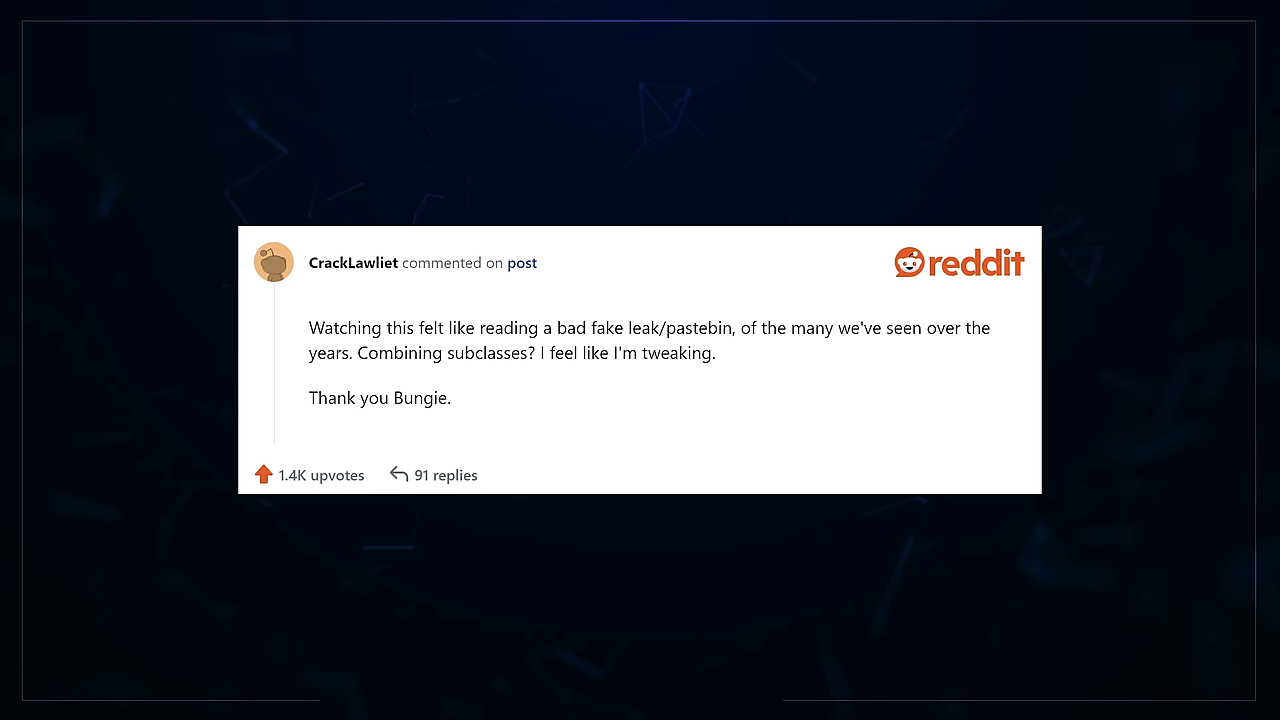 CrackLawliet commented on post
reddit
Watching this felt like reading a bad fake leak/pastebin, of the many we've seen over the
years. Combining subclasses? I feel like I'm tweaking.
Thank you Bungie.
1.4K upvotes 91 replies